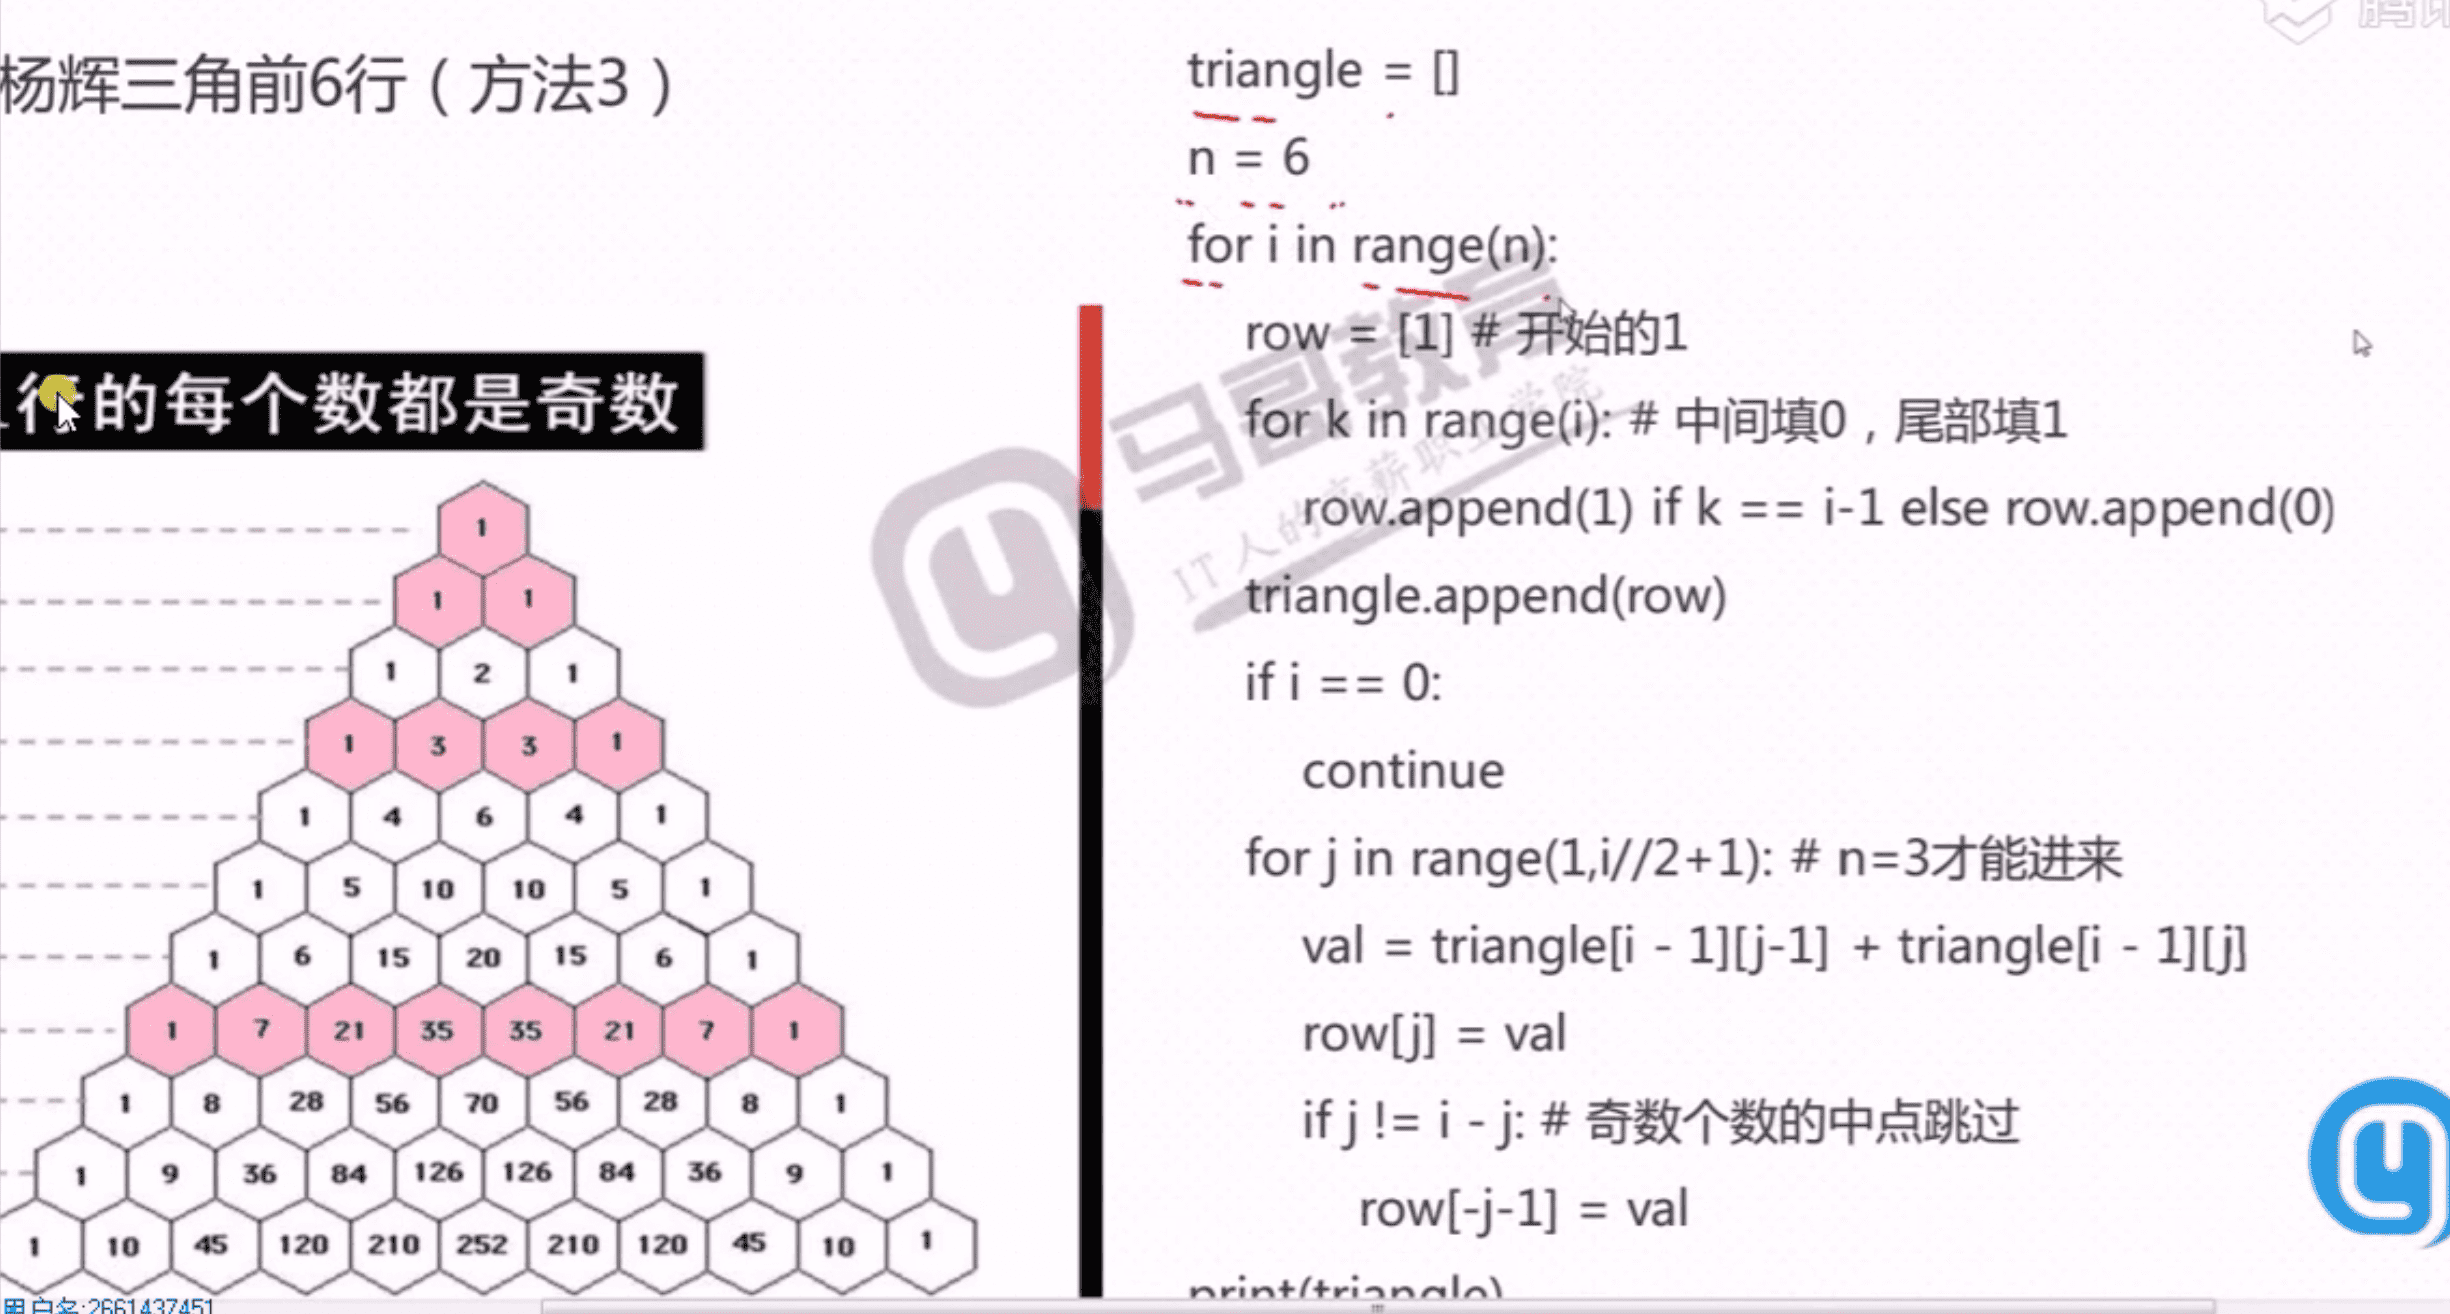 杨辉三角前6行（方法3）
行的每个数都是奇数
1
1 1
1 2 1
1 3 3 1
1 4 6 4 1
1 5 10 10 5 1
1 6 15 20 15 6 1
1 7 21 35 35 21 7 1
1 8 28 56 70 56 28 8 1
1 9 36 84 126 126 84 36 9 1
1 10 45 120 210 252 210 120 45 10 1
用户名:2661437451
triangle = []
n = 6
for i in range(n):
row = [1] # 开始的1
for k in range(i): # 中间填0，尾部填1
row.append(1) if k == i-1 else row.append(0)
triangle.append(row)
if i == 0:
continue
for j in range(1,i//2+1): # n=3才能进来
val = triangle[i - 1][j-1] + triangle[i - 1][j]
row[j] = val
if j != i - j: # 奇数个数的中点跳过
row[-j-1] = val
print(triangle)
马哥教育
IT人的高薪职业学院